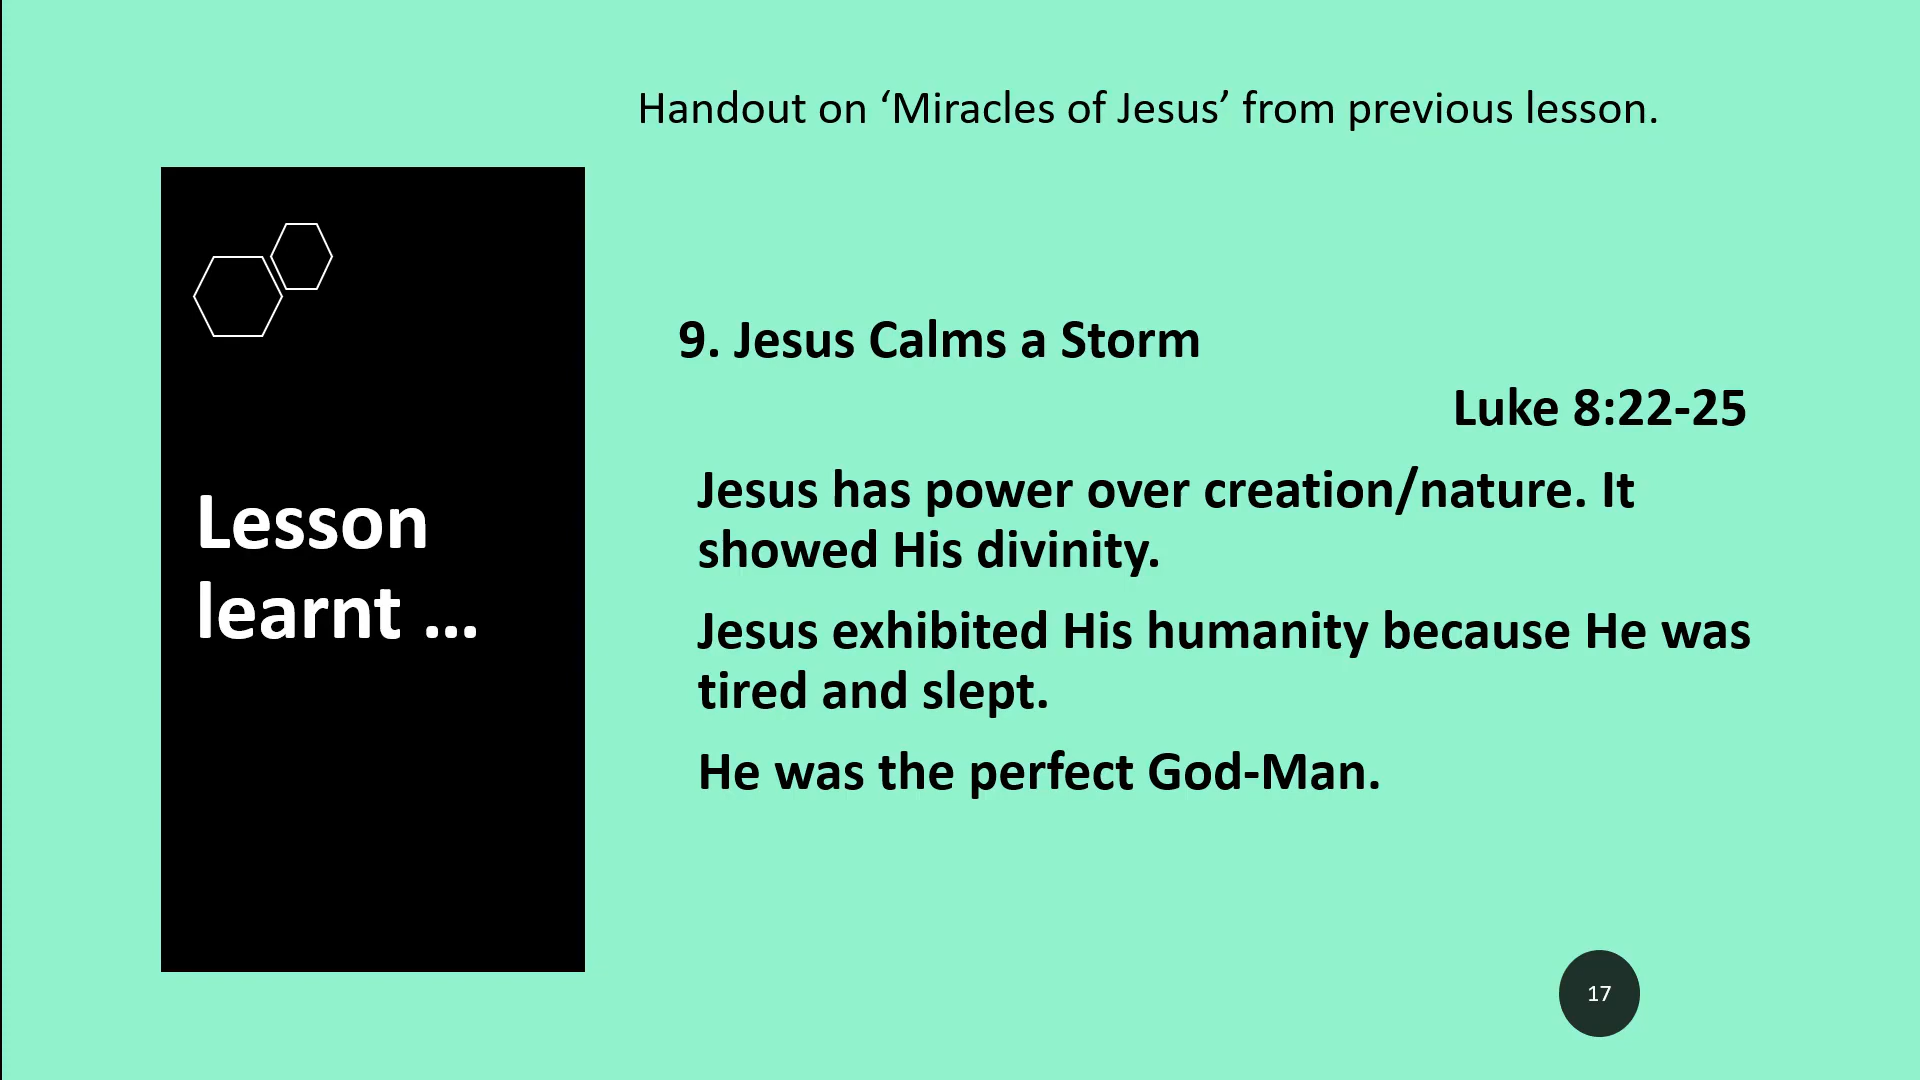 Handout on ‘Miracles of Jesus’ from previous lesson.
Lesson
learnt ...
9. Jesus Calms a Storm
Luke 8:22-25
Jesus has power over creation/nature. It
showed His divinity.
Jesus exhibited His humanity because He was
tired and slept.
He was the perfect God-Man.
17